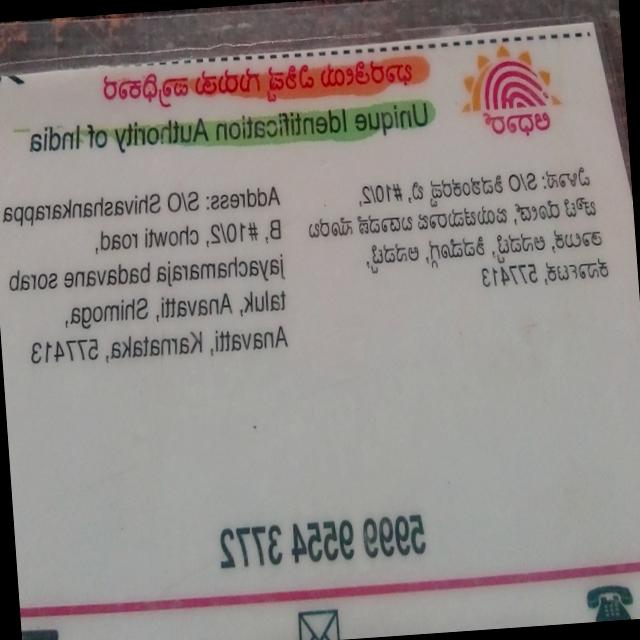 ಭಾರತೀಯ ವಿಶಿಷ್ಟ ಗುರುತು ಪ್ರಾಧಿಕಾರ
Unique Identification Authority of India
ಆಧಾರ್
ವಿಳಾಸ: S/O ಶಿವಶಂಕರಪ್ಪ, ಬಿ, #10/2,
ಚೌಟಿ ರೋಡ್, ಜಯಚಾಮರಾಜ ಬಡಾವಣೆ ಸೊರಬ
ತಾಲೂಕು, ಆನವಟ್ಟಿ, ಶಿವಮೊಗ್ಗ, ಆನವಟ್ಟಿ,
ಕರ್ನಾಟಕ, 577413
Address: S/O Shivashankarappa
B, #10/2, chowti road,
jayachamaraja badavane sorab
taluk, Anavatti, Shimoga,
Anavatti, Karnataka, 577413
5999 9554 3772